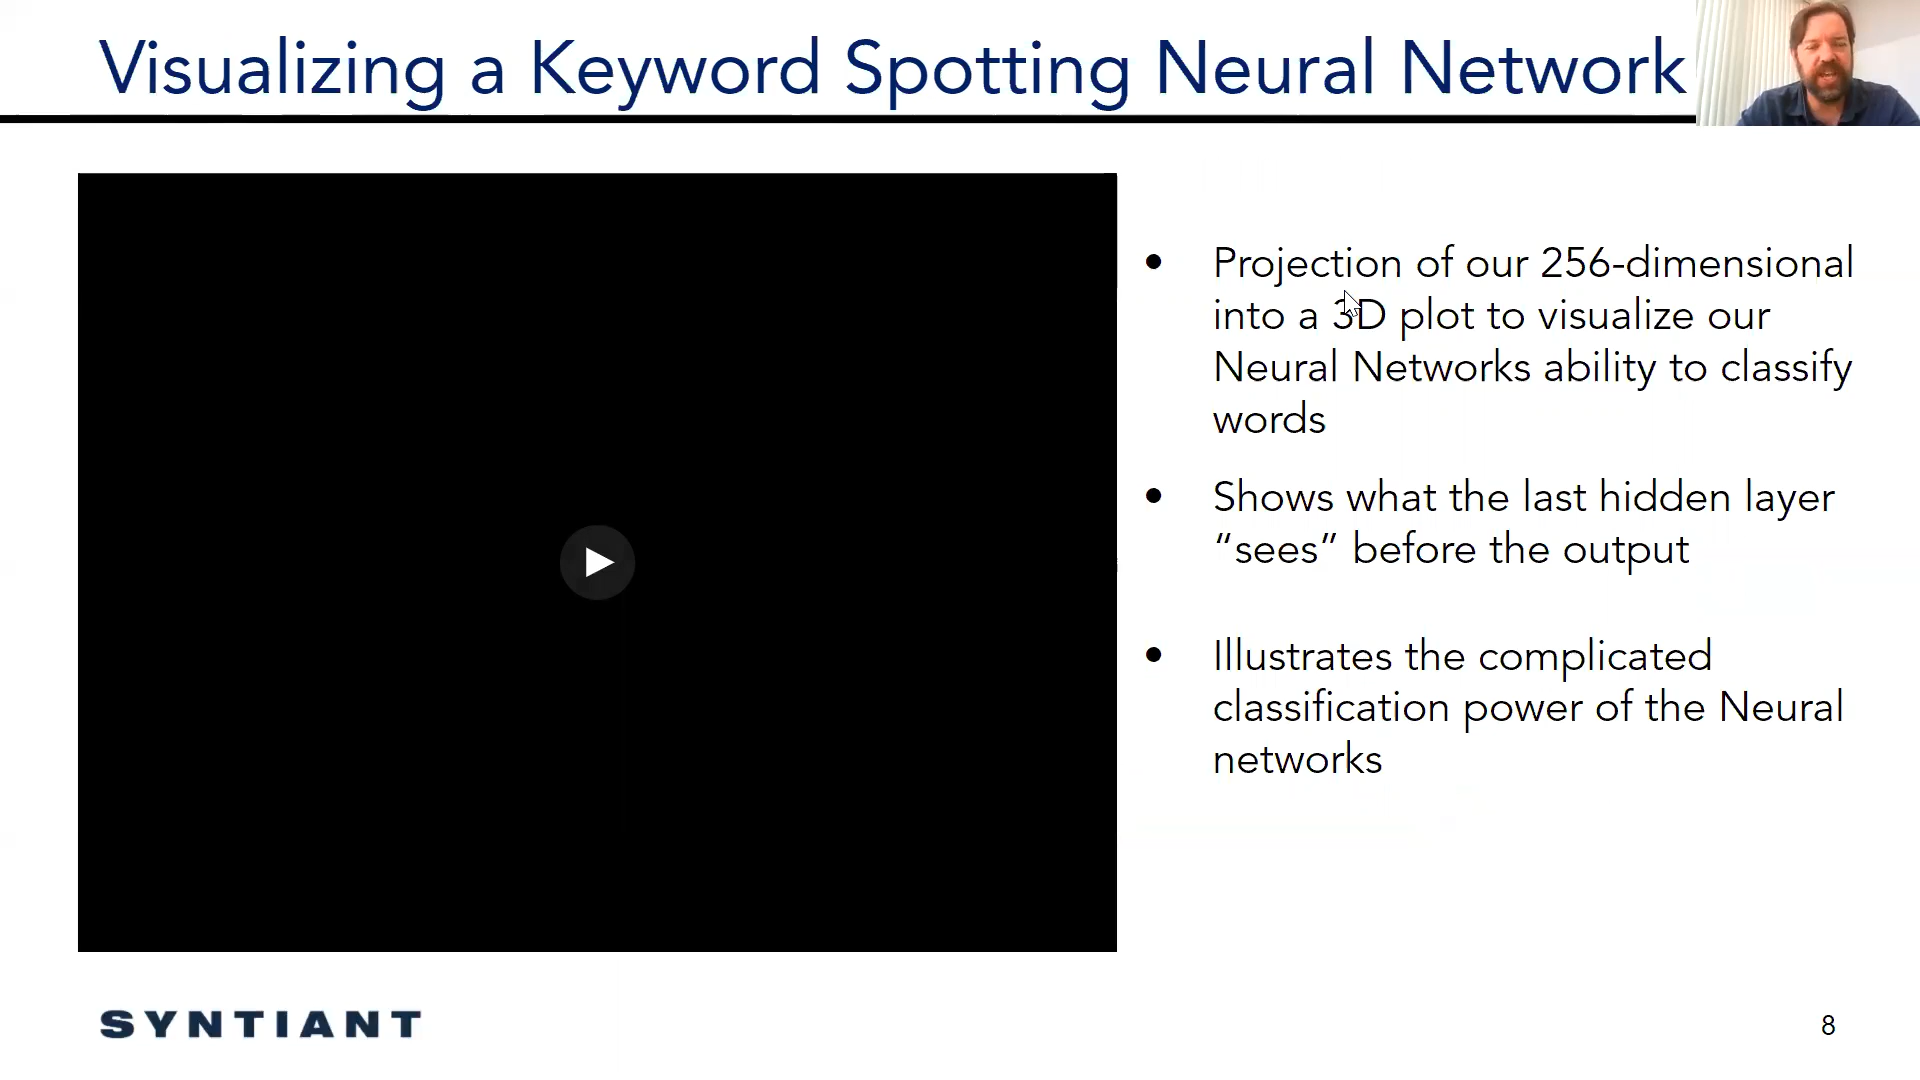 Visualizing a Keyword Spotting Neural Network
• Projection of our 256-dimensional
into a 3D plot to visualize our
Neural Networks ability to classify
words
• Shows what the last hidden layer
“sees” before the output
• Illustrates the complicated
classification power of the Neural
networks
SYNTIANT
8